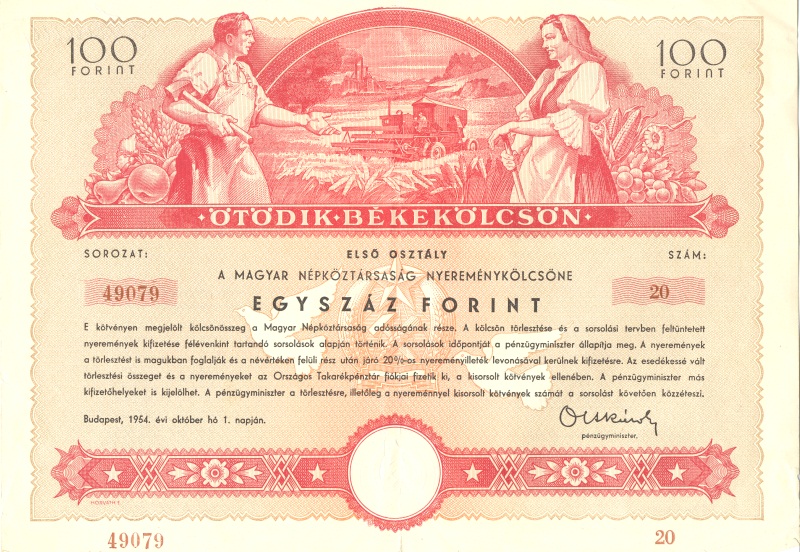 100 FORINT
100 FORINT
· ÖTÖDIK · BÉKEKÖLCSÖN ·
SOROZAT:
ELSŐ OSZTÁLY
SZÁM:
A MAGYAR NÉPKÖZTÁRSASÁG NYEREMÉNYKÖLCSÖNE
49079
20
EGYSZÁZ FORINT
E kötvényen megjelölt kölcsönösszeg a Magyar Népköztársaság adósságának része. A kölcsön törlesztése és a sorsolási tervben feltüntetett
nyeremények kifizetése félévenkint tartandó sorsolások alapján történik. A sorsolások időpontját a pénzügyminiszter állapítja meg. A nyeremények
a törlesztést is magukban foglalják és a névértéken felüli rész után járó 20%-os nyereményilleték levonásával kerülnek kifizetésre. Az esedékessé vált
törlesztési összeget és a nyereményeket az Országos Takarékpénztár fiókjai fizetik ki, a kisorsolt kötvények ellenében. A pénzügyminiszter más
kifizetőhelyeket is kijelölhet. A pénzügyminiszter a törlesztésre, illetőleg a nyereménnyel kisorsolt kötvények számát a sorsolást követően közzéteszi.
Budapest, 1954. évi október hó 1. napján.
pénzügyminiszter.
HORVÁTH E.
49079
20